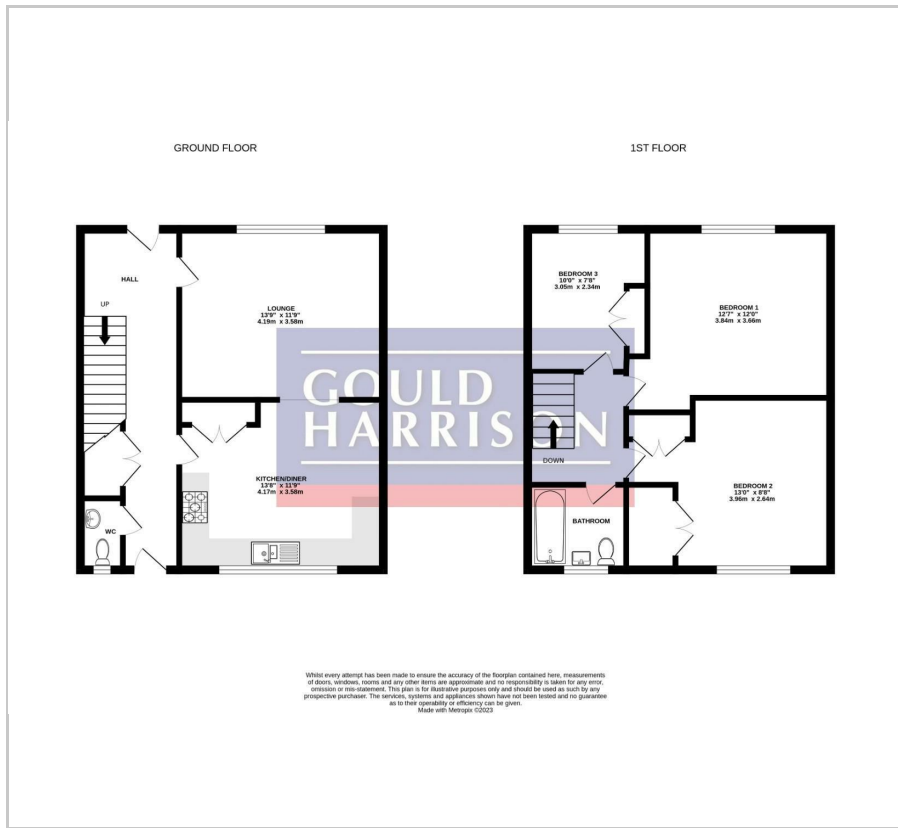 GROUND FLOOR
1ST FLOOR
HALL
UP
LOUNGE
13'9" x 11'9"
4.19m x 3.58m
KITCHEN/DINER
13'8" x 11'9"
4.17m x 3.58m
WC
BEDROOM 3
10'0" x 7'8"
3.05m x 2.34m
BEDROOM 1
12'7" x 12'0"
3.84m x 3.66m
DOWN
BEDROOM 2
13'0" x 8'8"
3.96m x 2.64m
BATHROOM
GOULD
HARRISON
Whilst every attempt has been made to ensure the accuracy of the floorplan contained here, measurements
of doors, windows, rooms and any other items are approximate and no responsibility is taken for any error,
omission or mis-statement. This plan is for illustrative purposes only and should be used as such by any
prospective purchaser. The services, systems and appliances shown have not been tested and no guarantee
as to their operability or efficiency can be given.
Made with Metropix ©2023